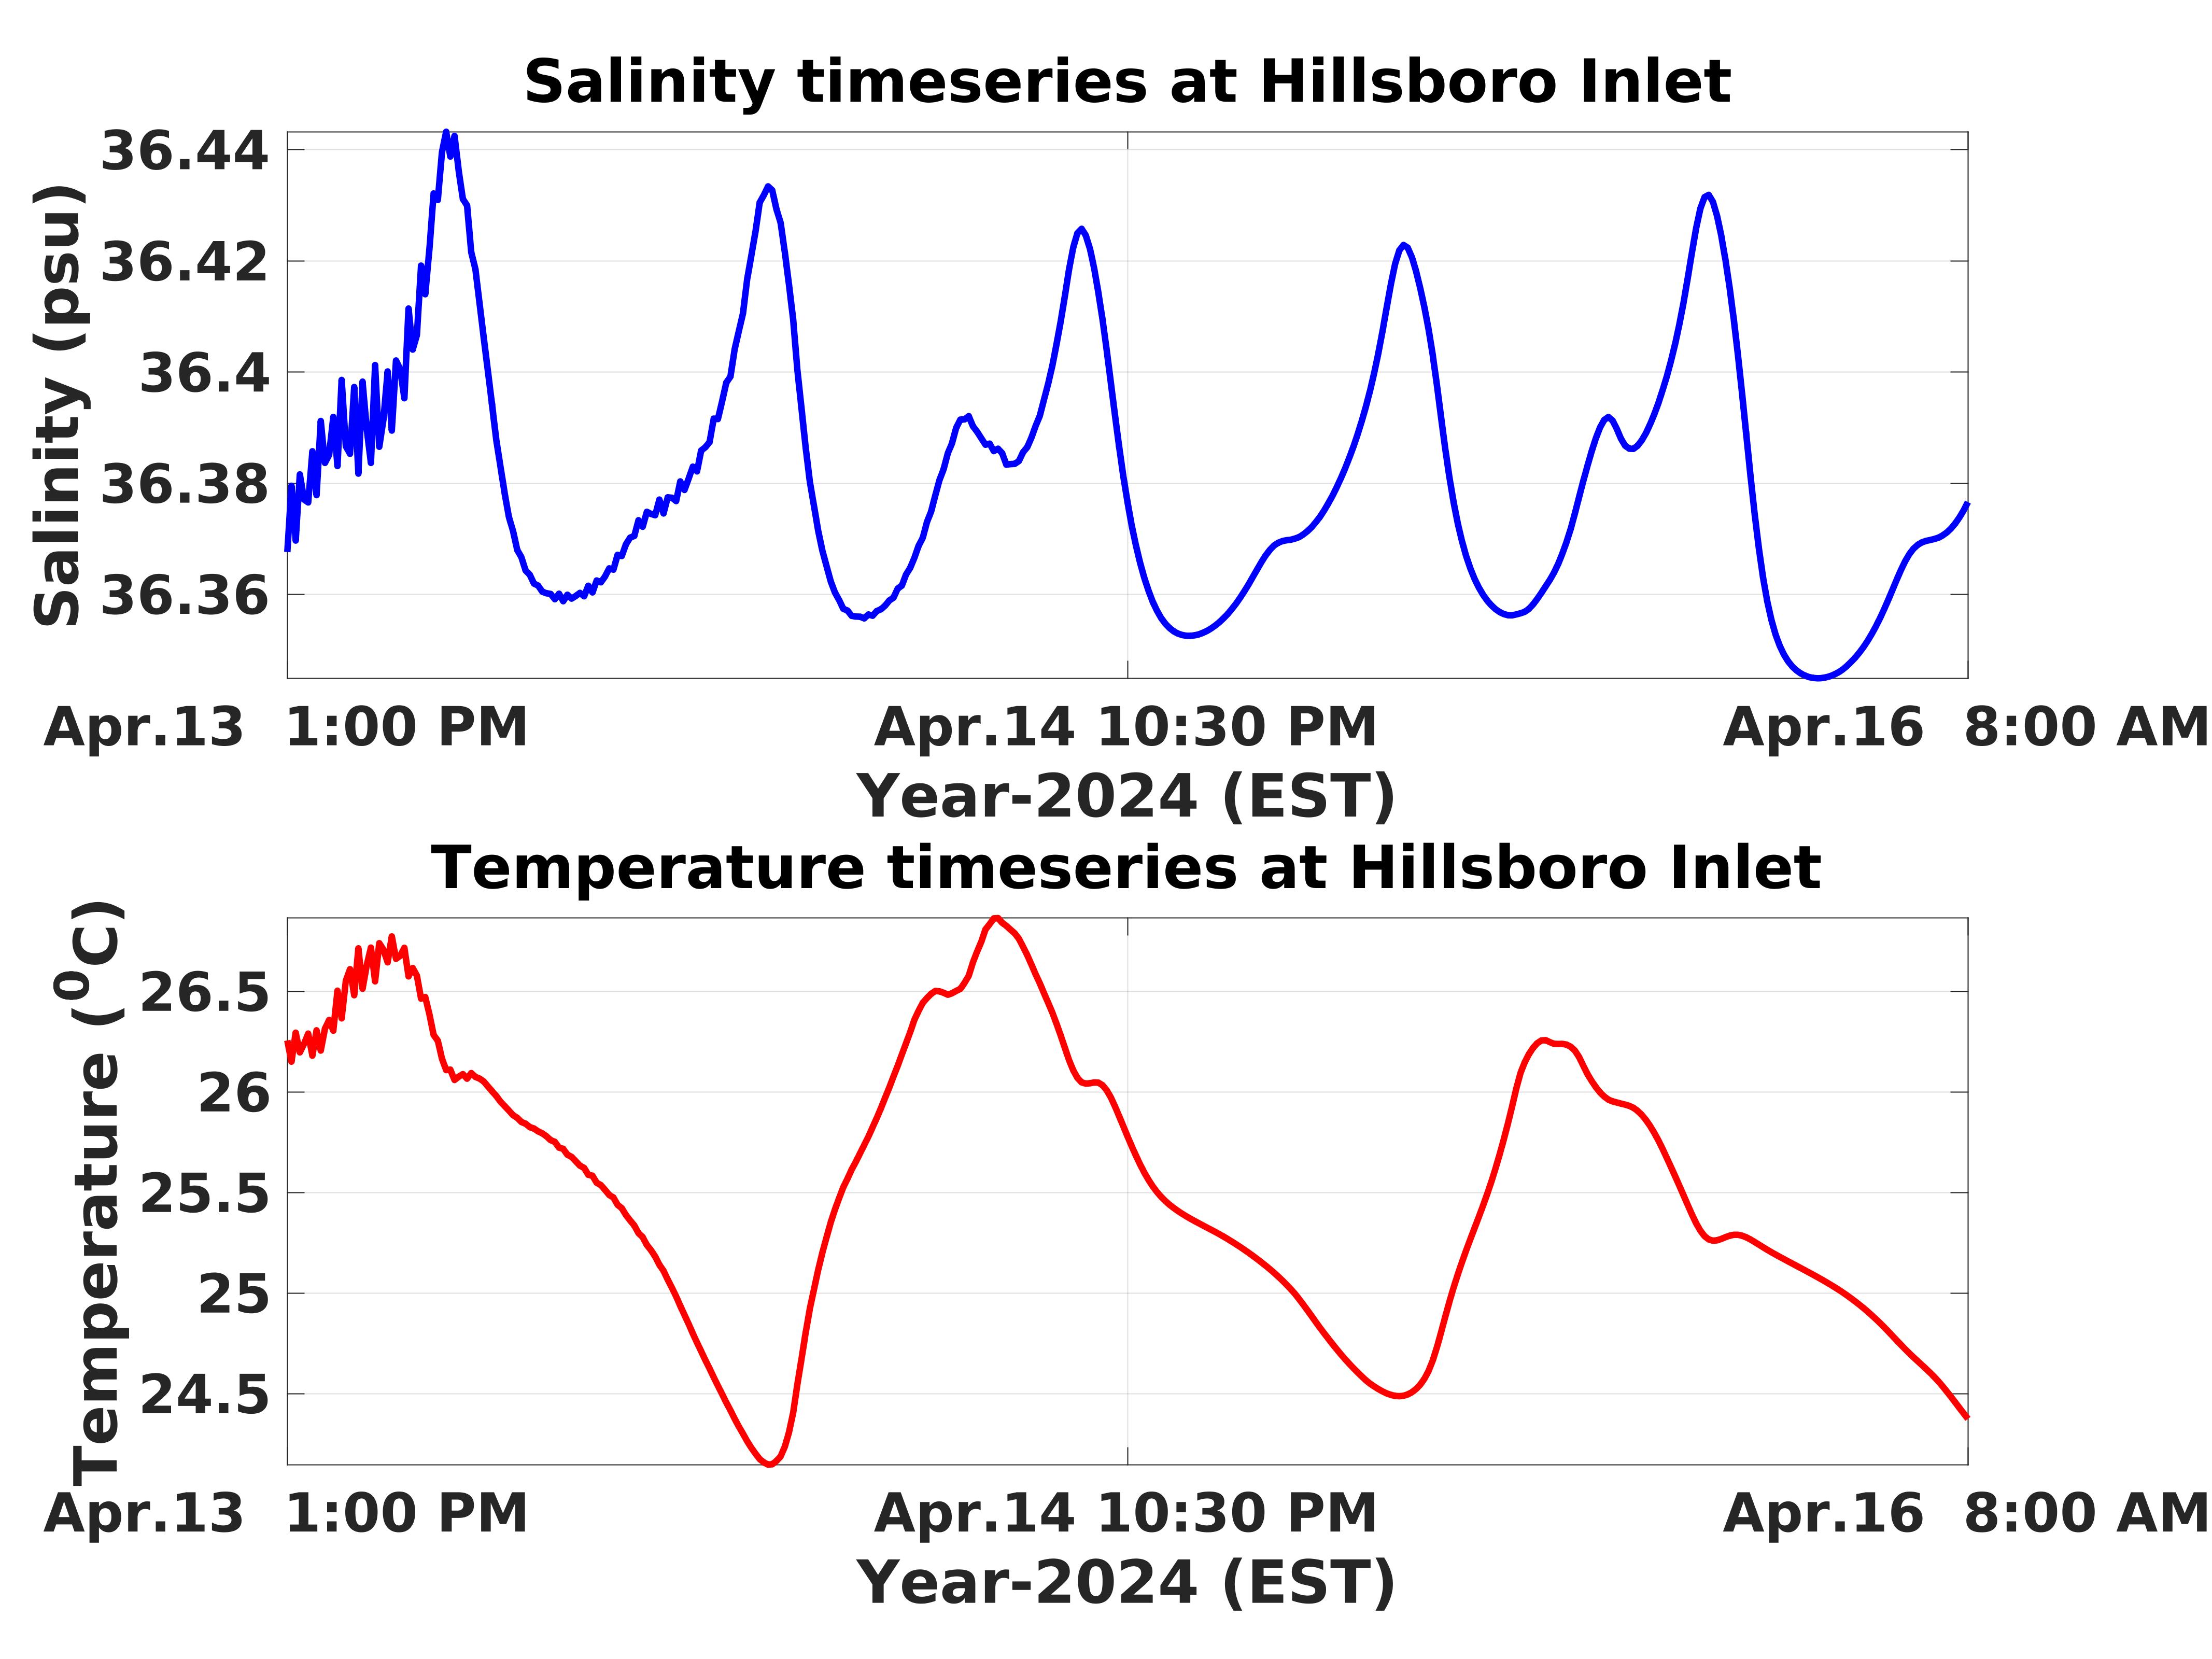 Salinity timeseries at Hillsboro Inlet
Salinity (psu)
36.44
36.42
36.4
36.38
36.36
Apr.13  1:00 PM
Apr.14 10:30 PM
Apr.16  8:00 AM
Year-2024 (EST)
Temperature timeseries at Hillsboro Inlet
Temperature (⁰C)
26.5
26
25.5
25
24.5
Apr.13  1:00 PM
Apr.14 10:30 PM
Apr.16  8:00 AM
Year-2024 (EST)